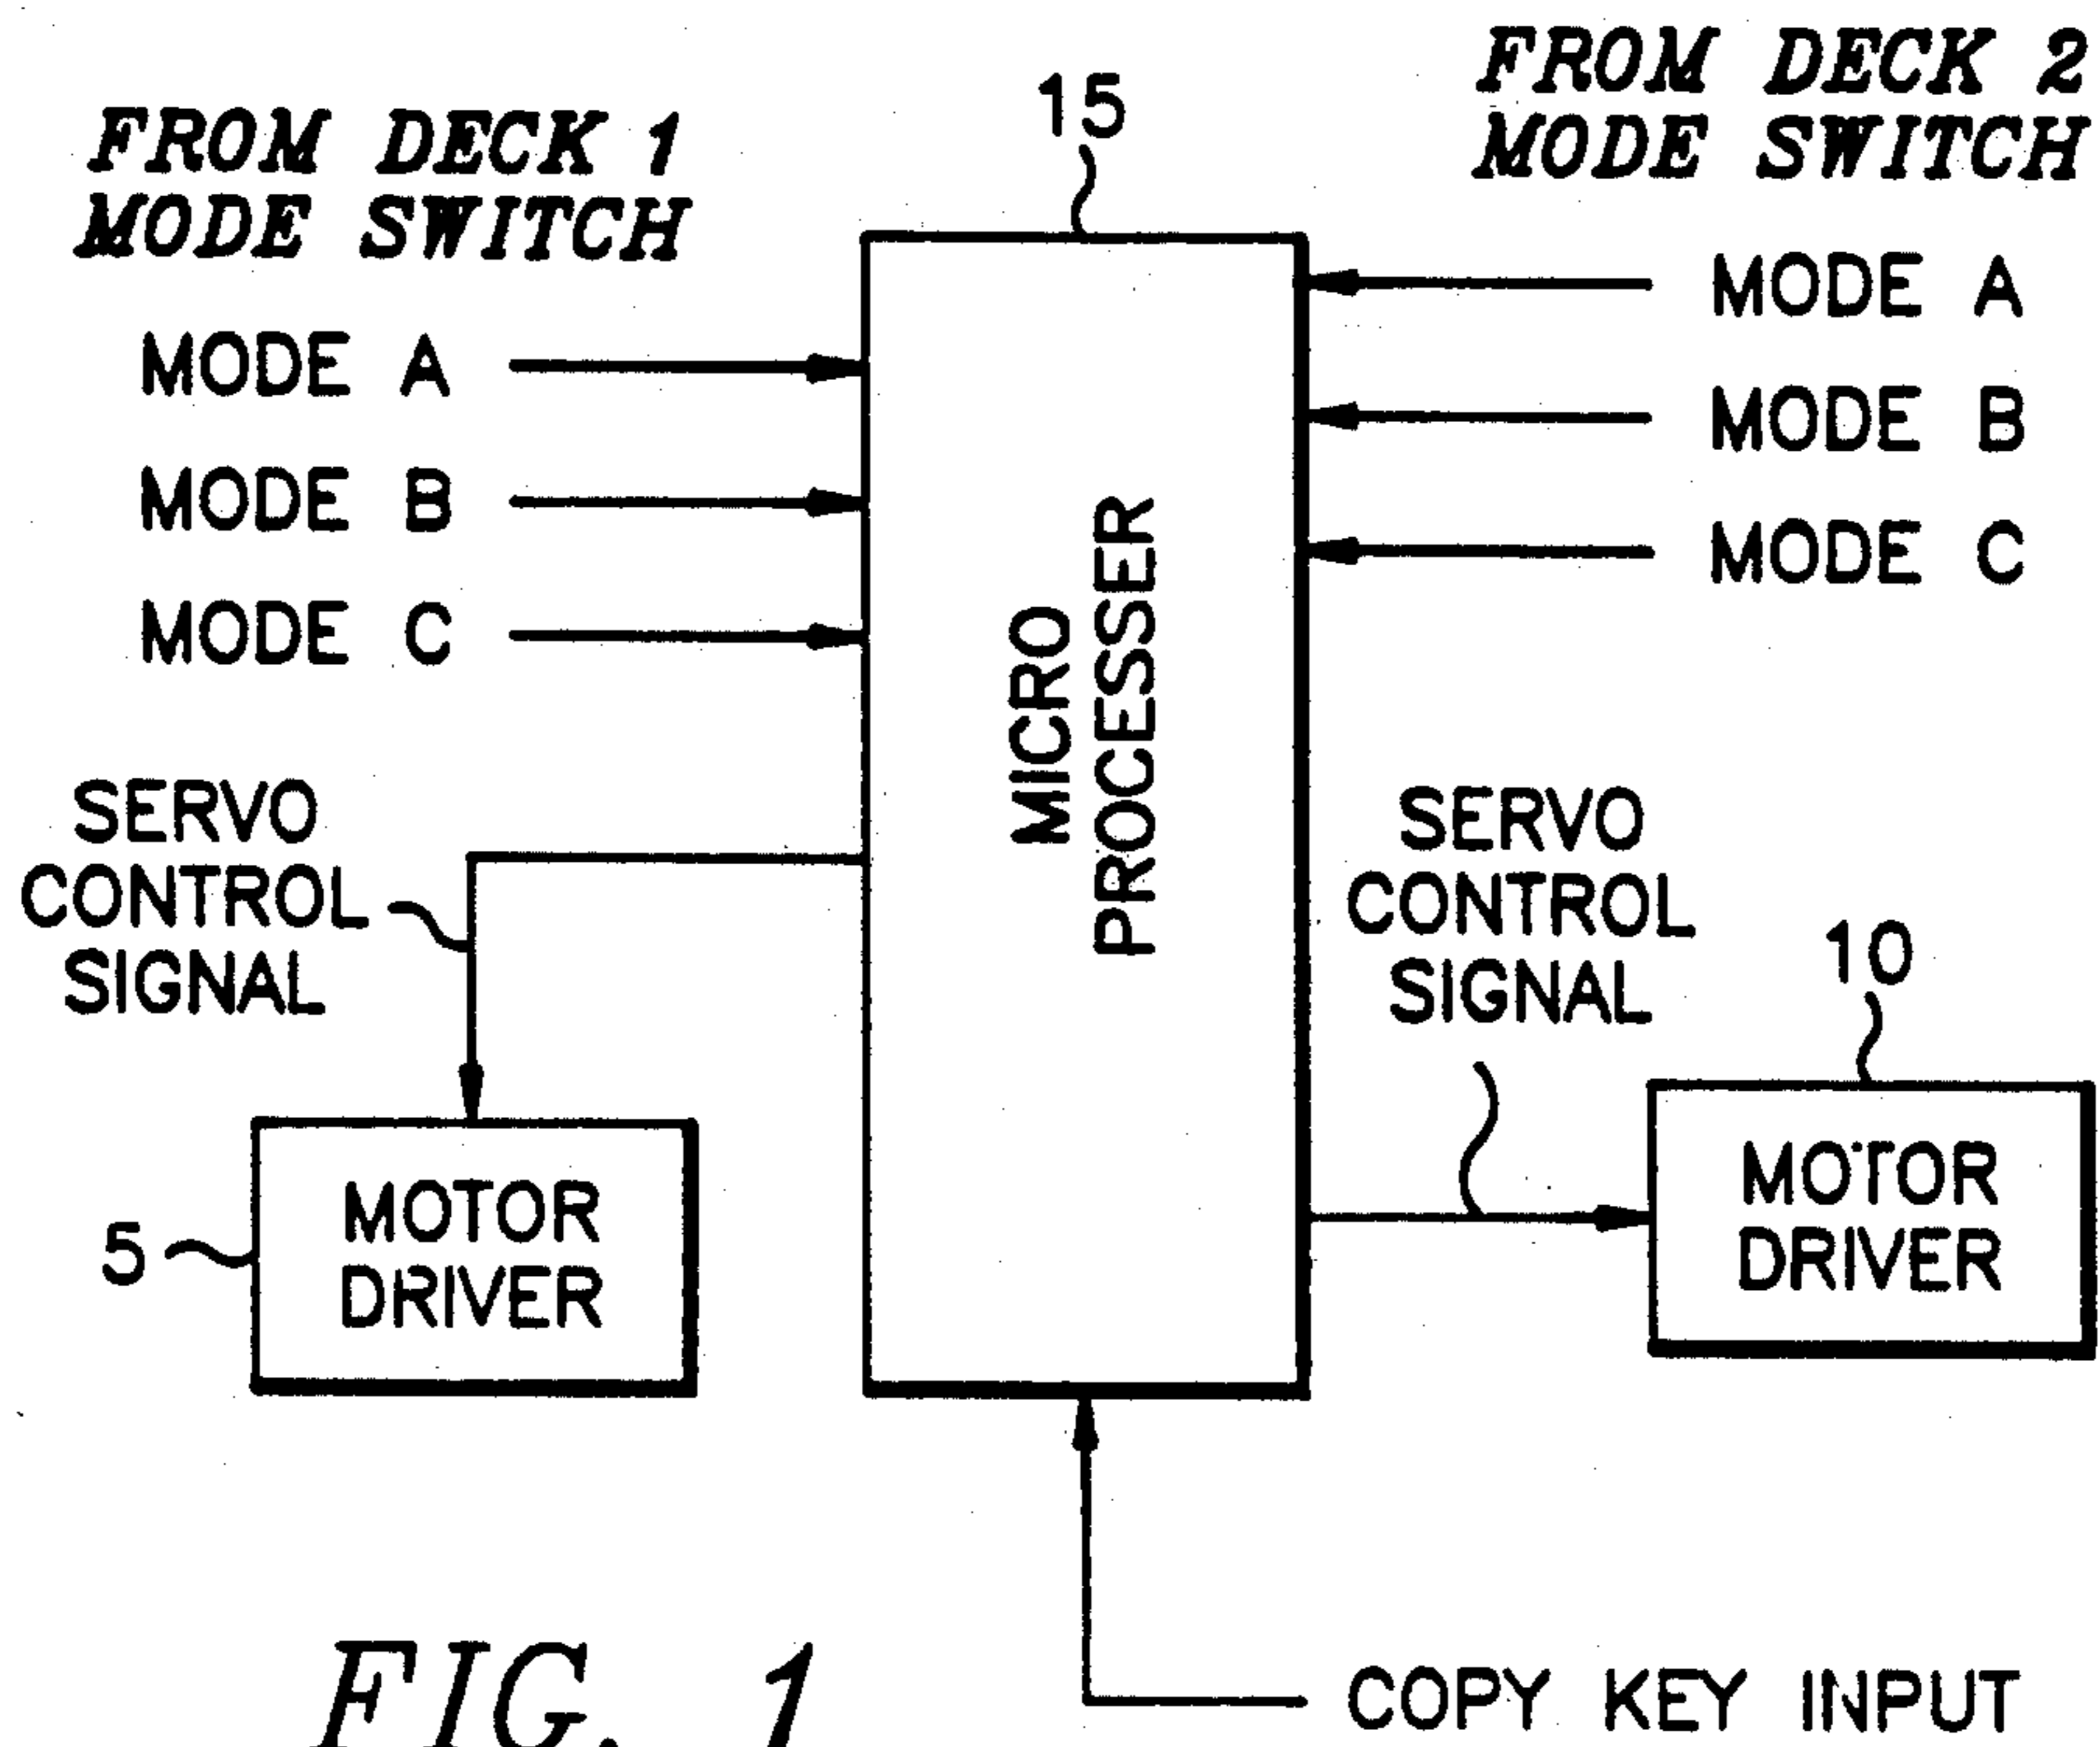 FROM DECK 1
MODE SWITCH
MODE A
MODE B
MODE C
SERVO
CONTROL
SIGNAL
5
MOTOR
DRIVER
15
MICRO
PROCESSER
FROM DECK 2
MODE SWITCH
MODE A
MODE B
MODE C
SERVO
CONTROL
SIGNAL
10
MOTOR
DRIVER
COPY KEY INPUT
FIG. 1